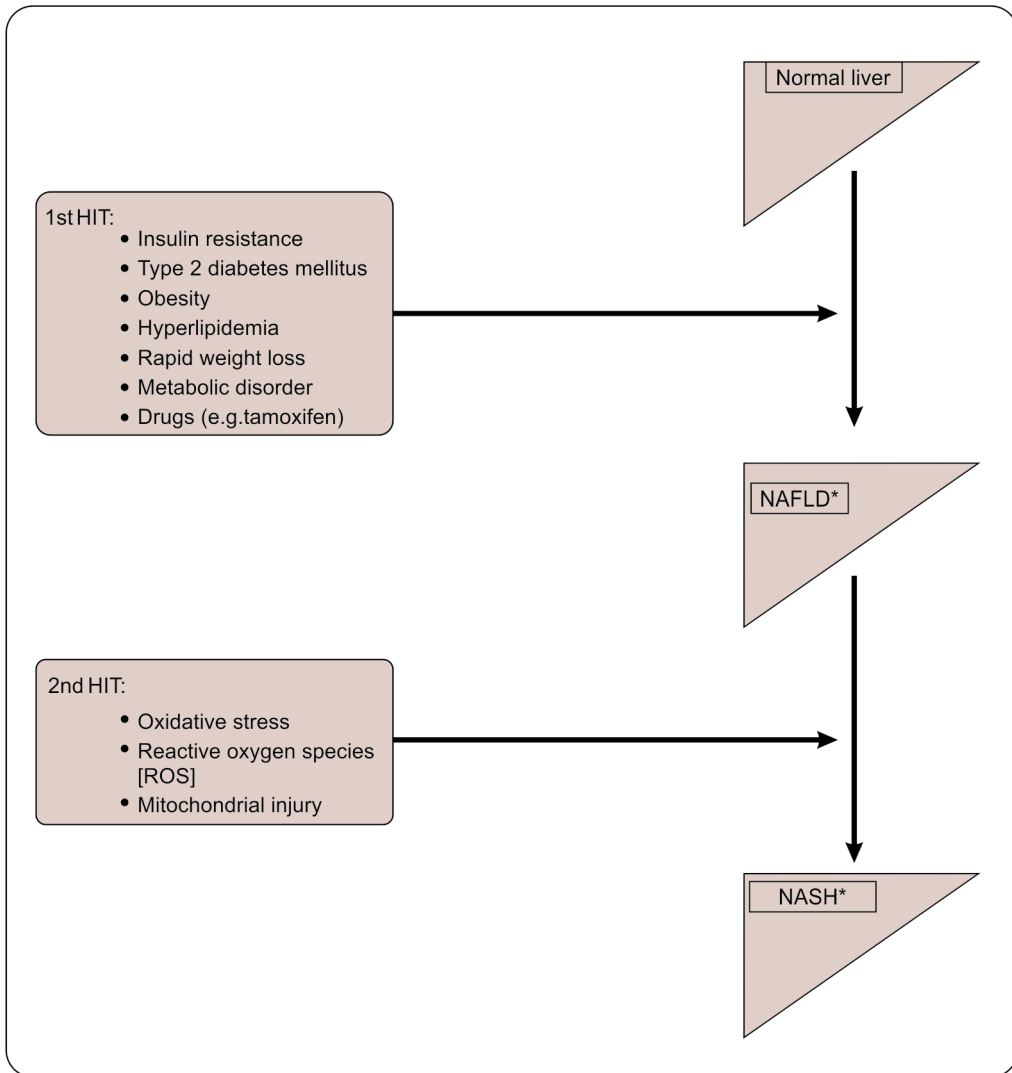 Normal liver
1st HIT:
• Insulin resistance
• Type 2 diabetes mellitus
• Obesity
• Hyperlipidemia
• Rapid weight loss
• Metabolic disorder
• Drugs (e.g.tamoxifen)
NAFLD*
2nd HIT:
• Oxidative stress
• Reactive oxygen species
[ROS]
• Mitochondrial injury
NASH*